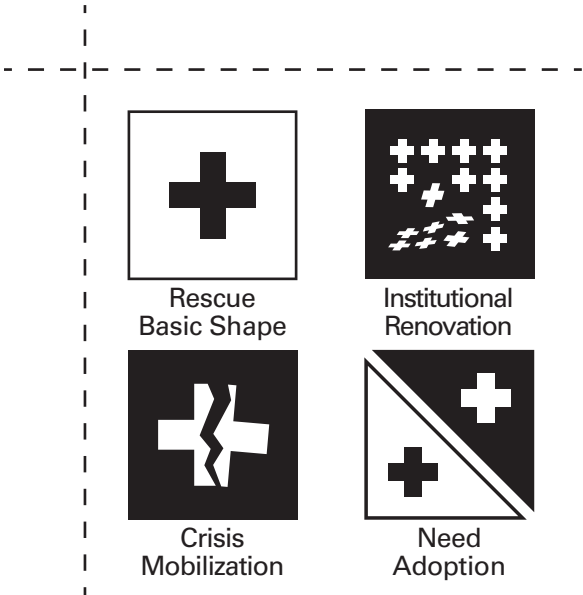 Rescue
Basic Shape
Institutional
Renovation
Crisis
Mobilization
Need
Adoption